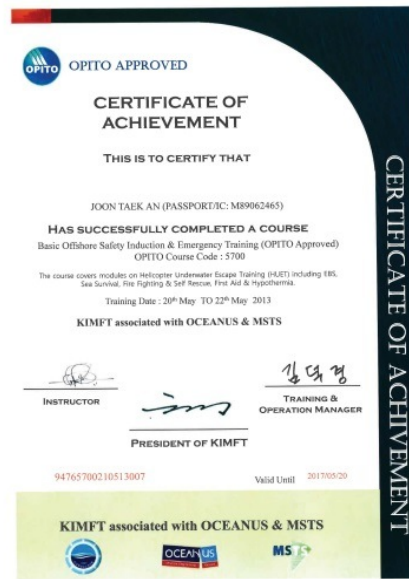 OPITO
OPITO APPROVED
CERTIFICATE OF
ACHIEVEMENT
THIS IS TO CERTIFY THAT
JOON TAEK AN (PASSPORT/IC: M89062465)
HAS SUCCESSFULLY COMPLETED A COURSE
Basic Offshore Safety Induction & Emergency Training (OPITO Approved)
OPITO Course Code : 5700
The course covers modules on Helicopter Underwater Escape Training (HUET) including EBS,
Sea Survival, Fire Fighting & Self Rescue, First Aid & Hypothermia.
Training Date : 20th May TO 22th May 2013
KIMFT associated with OCEANUS & MSTS
김덕경
INSTRUCTOR
TRAINING &
OPERATION MANAGER
PRESIDENT OF KIMFT
94765700210513007
Valid Until 2017/05/20
KIMFT associated with OCEANUS & MSTS
OCEANUS
MSTS
CERTIFICATE OF ACHIVEMENT